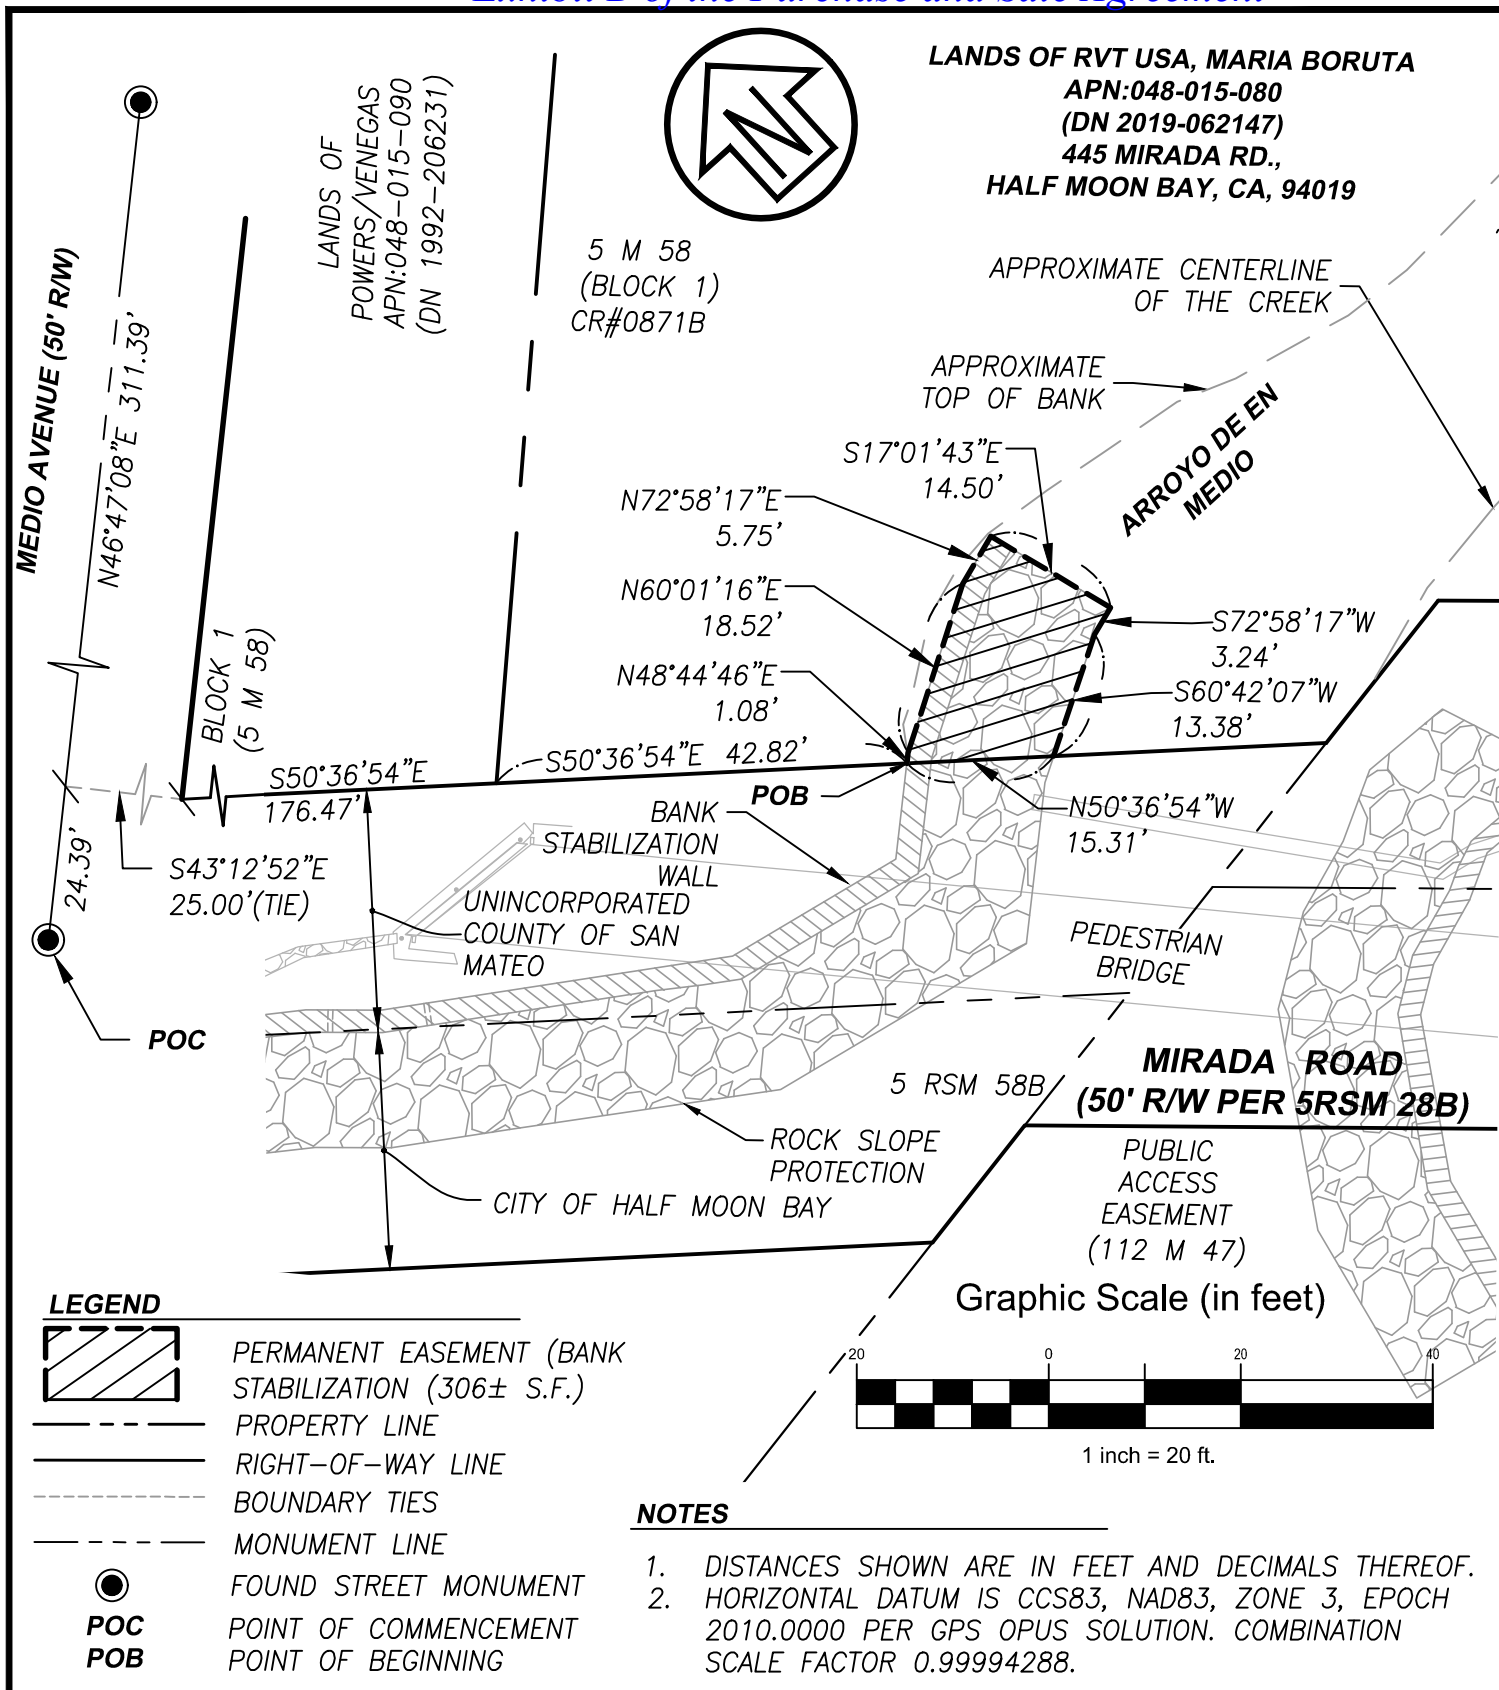 Exhibit B of the Purchase and Sale Agreement
LANDS OF RVT USA, MARIA BORUTA
APN:048-015-080
(DN 2019-062147)
445 MIRADA RD.,
HALF MOON BAY, CA, 94019
N
LANDS OF
POWERS/VENEGAS
APN:048-015-090
(DN 1992-206231)
5 M 58
(BLOCK 1)
CR#0871B
MEDIO AVENUE (50' R/W)
N46°47'08"E 311.39'
APPROXIMATE CENTERLINE
OF THE CREEK
APPROXIMATE
TOP OF BANK
ARROYO DE EN
MEDIO
S17°01'43"E
14.50'
N72°58'17"E
5.75'
N60°01'16"E
18.52'
N48°44'46"E
1.08'
S72°58'17"W
3.24'
S60°42'07"W
13.38'
BLOCK 1
(5 M 58)
S50°36'54"E
176.47'
S50°36'54"E 42.82'
POB
N50°36'54"W
15.31'
24.39'
S43°12'52"E
25.00'(TIE)
BANK
STABILIZATION
WALL
UNINCORPORATED
COUNTY OF SAN
MATEO
PEDESTRIAN
BRIDGE
POC
MIRADA ROAD
(50' R/W PER 5RSM 28B)
5 RSM 58B
ROCK SLOPE
PROTECTION
CITY OF HALF MOON BAY
PUBLIC
ACCESS
EASEMENT
(112 M 47)
Graphic Scale (in feet)
20 0 20 40
1 inch = 20 ft.
LEGEND
PERMANENT EASEMENT (BANK
STABILIZATION (306± S.F.)
PROPERTY LINE
RIGHT-OF-WAY LINE
BOUNDARY TIES
MONUMENT LINE
FOUND STREET MONUMENT
POC POINT OF COMMENCEMENT
POB POINT OF BEGINNING
NOTES
1. DISTANCES SHOWN ARE IN FEET AND DECIMALS THEREOF.
2. HORIZONTAL DATUM IS CCS83, NAD83, ZONE 3, EPOCH
2010.0000 PER GPS OPUS SOLUTION. COMBINATION
SCALE FACTOR 0.99994288.